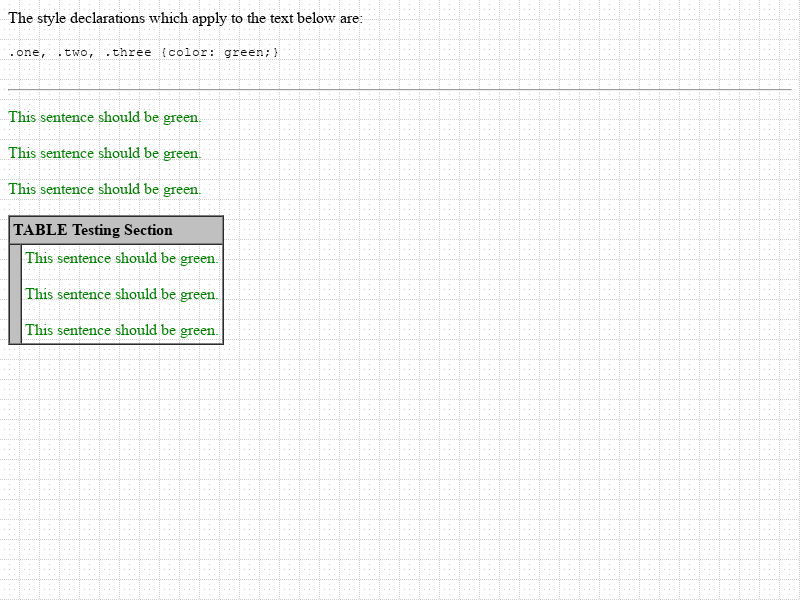 The style declarations which apply to the text below are:
.one, .two, .three {color: green;}
This sentence should be green.
This sentence should be green.
This sentence should be green.
TABLE Testing Section
This sentence should be green.
This sentence should be green.
This sentence should be green.